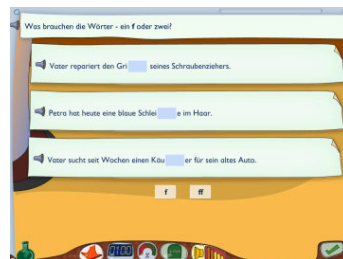 Was brauchen die Wörter - ein f oder zwei?
Vater repariert den Gri seines Schraubenziehers.
Petra hat heute eine blaue Schlei e im Haar.
Vater sucht seit Wochen einen Käu er für sein altes Auto.
f ff
0100